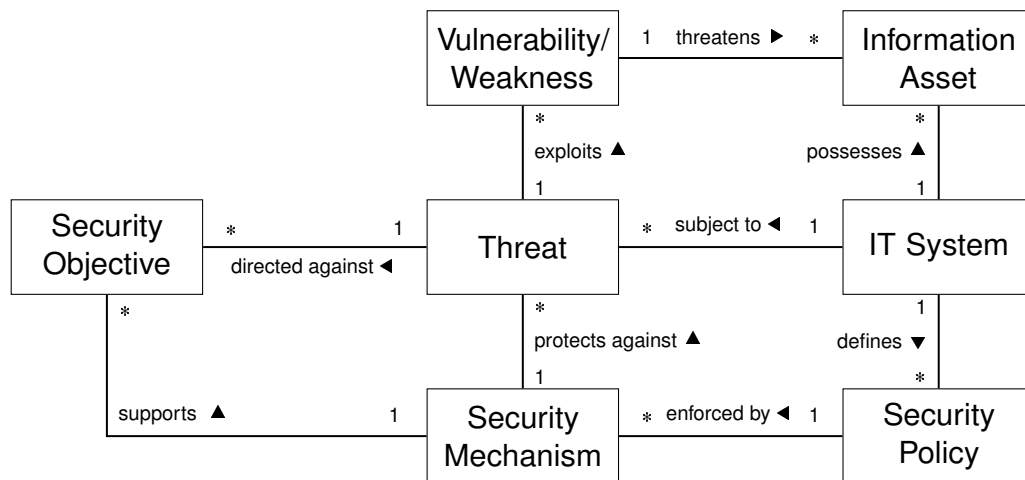 Vulnerability/
Weakness
1 threatens ► *
Information
Asset
*
exploits ▲
1
*
possesses ▲
1
Security
Objective
* 1
directed against ◄
Threat
* subject to ◄ 1
IT System
*
supports ▲ 1
*
protects against ▲
1
1
defines ▼
*
Security
Mechanism
* enforced by ◄ 1
Security
Policy